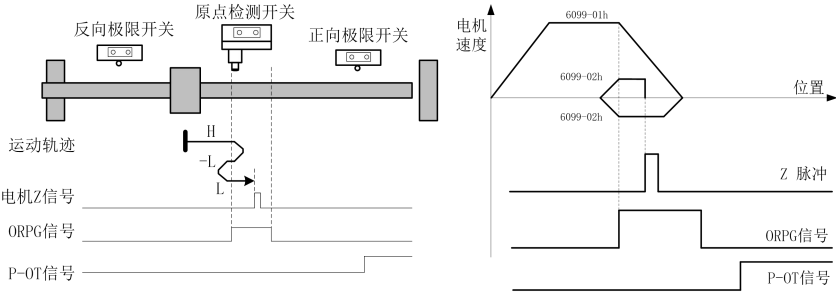 反向极限开关
原点检测开关
正向极限开关
运动轨迹
H
-L
L
电机Z信号
ORPG信号
P-OT信号
电机
速度
6099-01h
6099-02h
6099-02h
位置
Z 脉冲
ORPG信号
P-OT信号